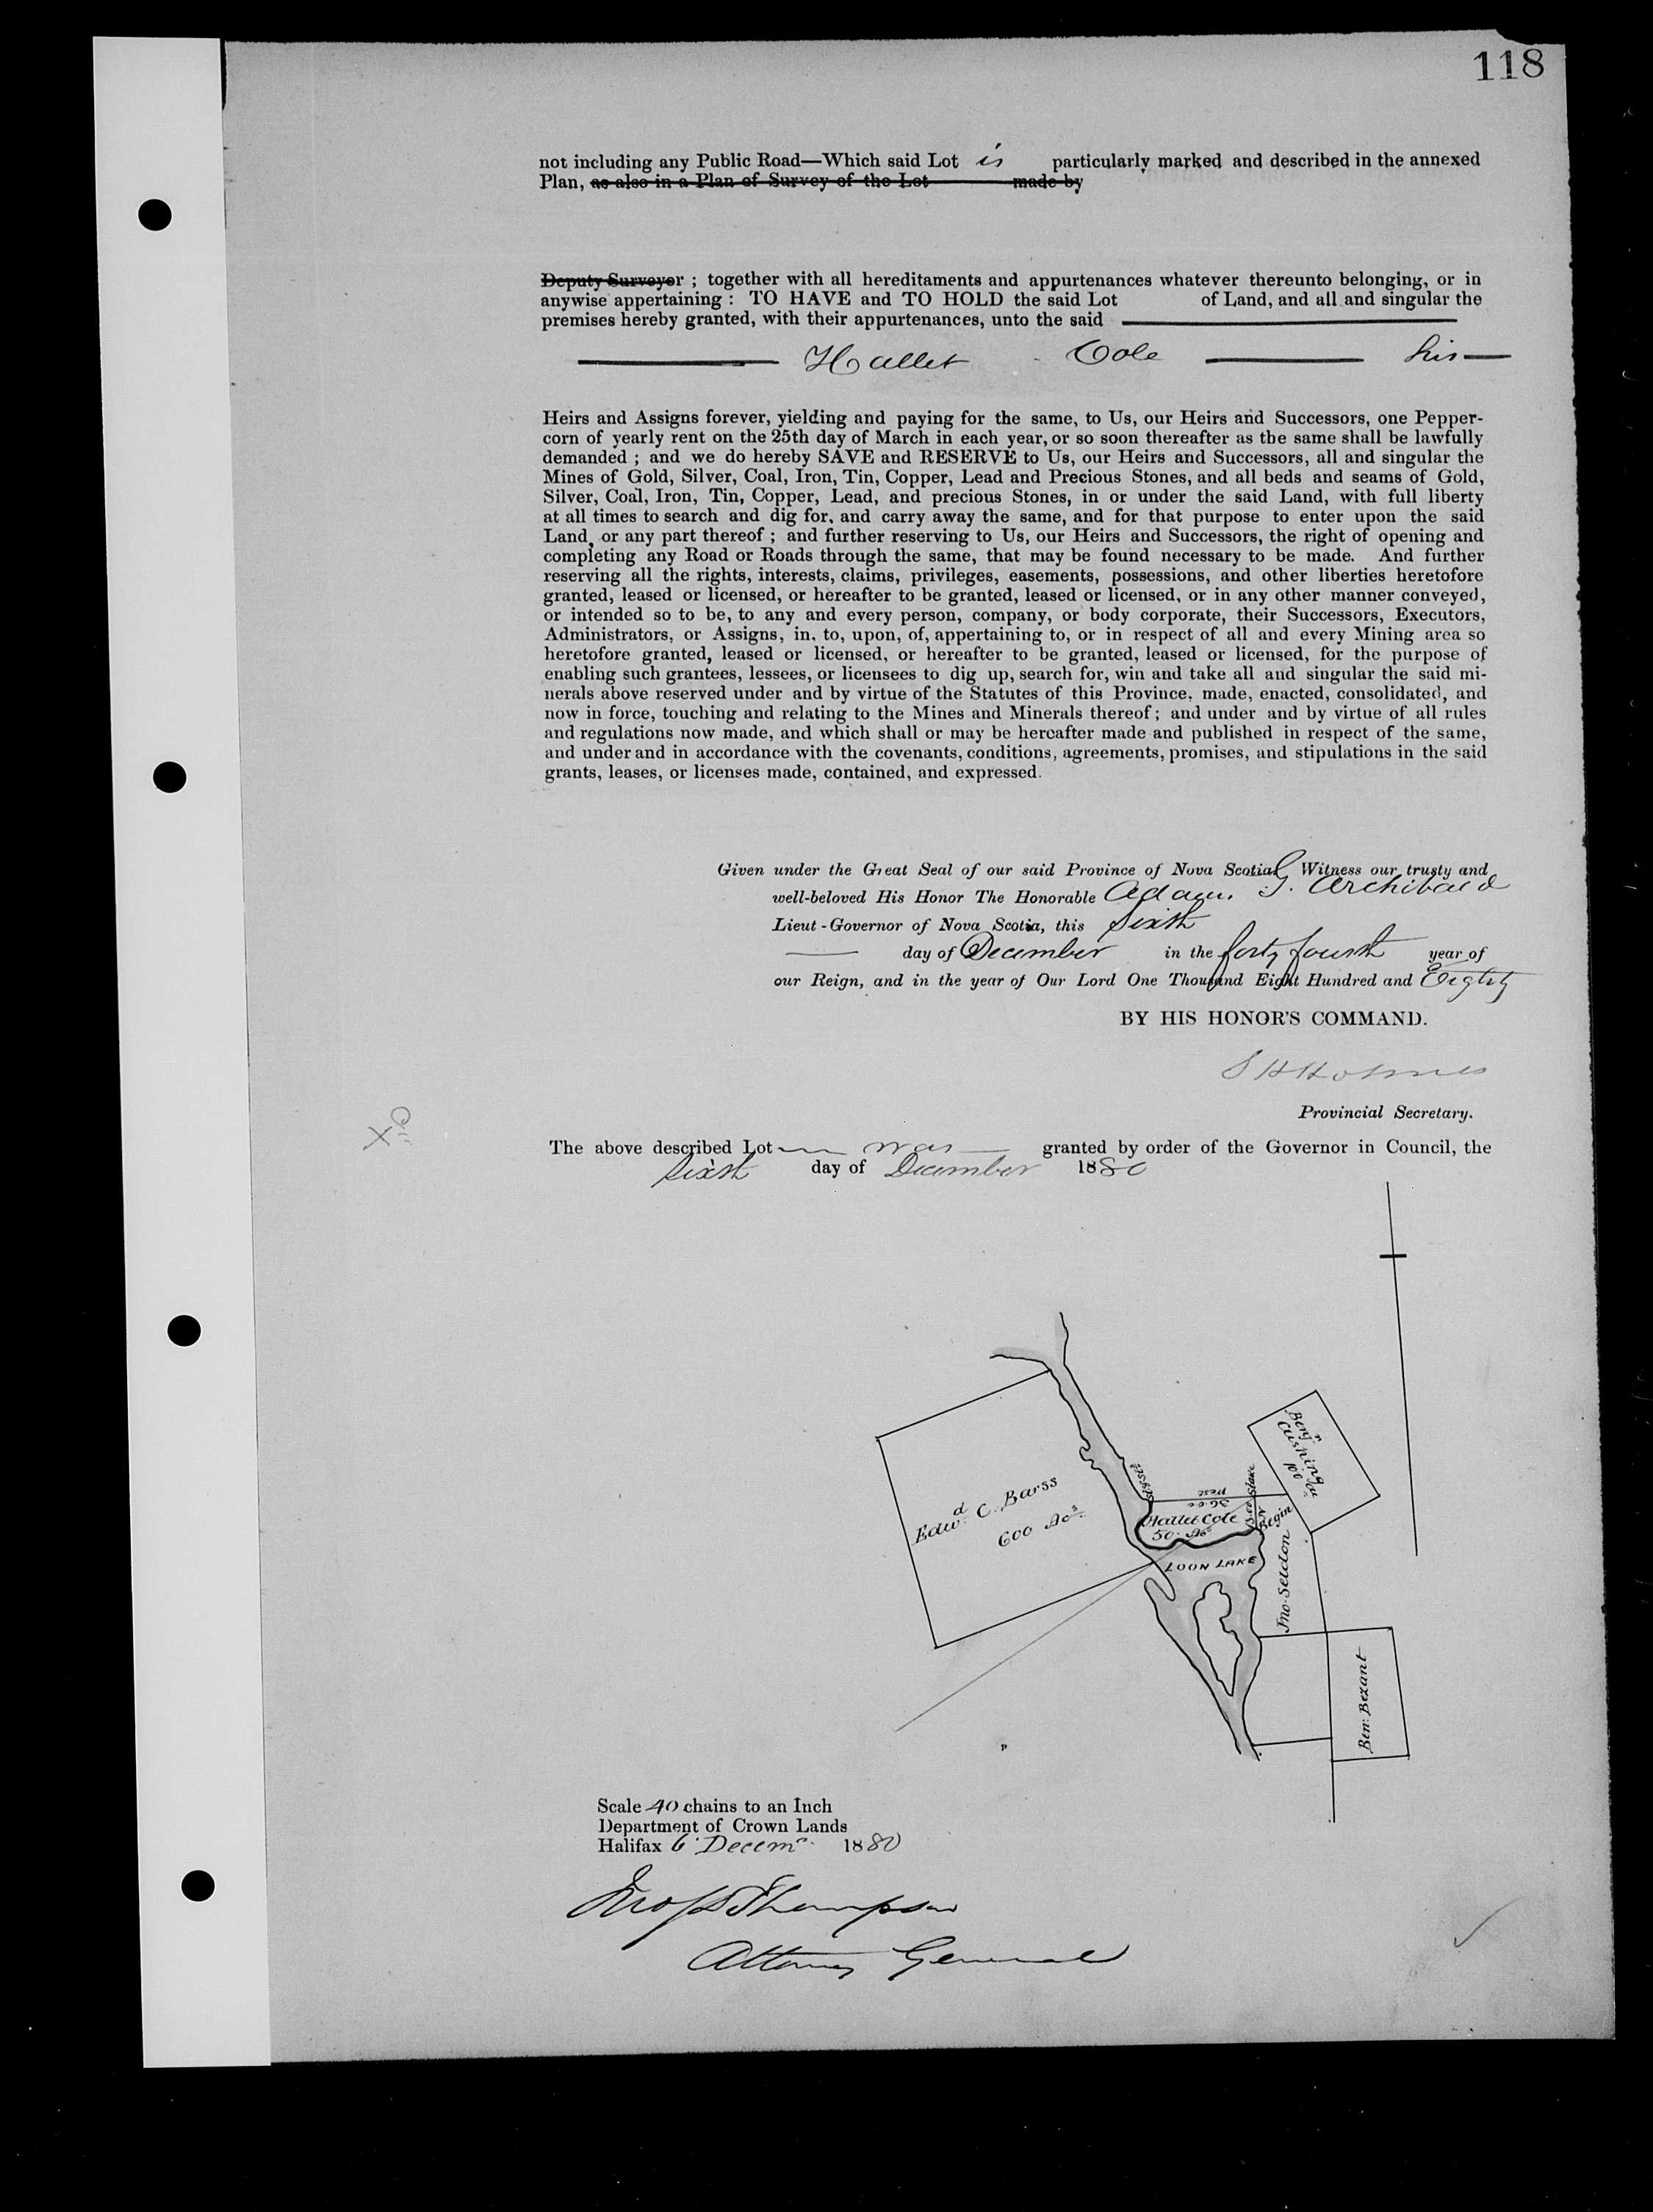 118
not including any Public Road—Which said Lot is particularly marked and described in the annexed
Plan, as also in a Plan of Survey of the Lot made by
Deputy Surveyor ; together with all hereditaments and appurtenances whatever thereunto belonging, or in
anywise appertaining : TO HAVE and TO HOLD the said Lot of Land, and all and singular the
premises hereby granted, with their appurtenances, unto the said
Hallet Cole his
Heirs and Assigns forever, yielding and paying for the same, to Us, our Heirs and Successors, one Pepper-
corn of yearly rent on the 25th day of March in each year, or so soon thereafter as the same shall be lawfully
demanded ; and we do hereby SAVE and RESERVE to Us, our Heirs and Successors, all and singular the
Mines of Gold, Silver, Coal, Iron, Tin, Copper, Lead and Precious Stones, and all beds and seams of Gold,
Silver, Coal, Iron, Tin, Copper, Lead, and precious Stones, in or under the said Land, with full liberty
at all times to search and dig for, and carry away the same, and for that purpose to enter upon the said
Land, or any part thereof ; and further reserving to Us, our Heirs and Successors, the right of opening and
completing any Road or Roads through the same, that may be found necessary to be made. And further
reserving all the rights, interests, claims, privileges, easements, possessions, and other liberties heretofore
granted, leased or licensed, or hereafter to be granted, leased or licensed, or in any other manner conveyed,
or intended so to be, to any and every person, company, or body corporate, their Successors, Executors,
Administrators, or Assigns, in, to, upon, of, appertaining to, or in respect of all and every Mining area so
heretofore granted, leased or licensed, or hereafter to be granted, leased or licensed, for the purpose of
enabling such grantees, lessees, or licensees to dig up, search for, win and take all and singular the said mi-
nerals above reserved under and by virtue of the Statutes of this Province, made, enacted, consolidated, and
now in force, touching and relating to the Mines and Minerals thereof ; and under and by virtue of all rules
and regulations now made, and which shall or may be hereafter made and published in respect of the same,
and under and in accordance with the covenants, conditions, agreements, promises, and stipulations in the said
grants, leases, or licenses made, contained, and expressed.
Given under the Great Seal of our said Province of Nova Scotia. Witness our trusty and
well-beloved His Honor The Honorable Adam G. Archibald
Lieut-Governor of Nova Scotia, this Sixth
day of December in the forty fourth year of
our Reign, and in the year of Our Lord One Thousand Eight Hundred and Eighty
BY HIS HONOR'S COMMAND.
S H Holmes
Provincial Secretary.
The above described Lot was granted by order of the Governor in Council, the
Sixth day of December 1880
Benjn Cushing
100
Edwd C. Barss
600 Acs
West
36.00
Stake
Hallet Cole
50 Acs
Begin
LOON LAKE
Jno. Seldon
Ben: Bezant
Scale 40 chains to an Inch
Department of Crown Lands
Halifax 6 Decemr 1880
Jno S D Thompson
Attorney General